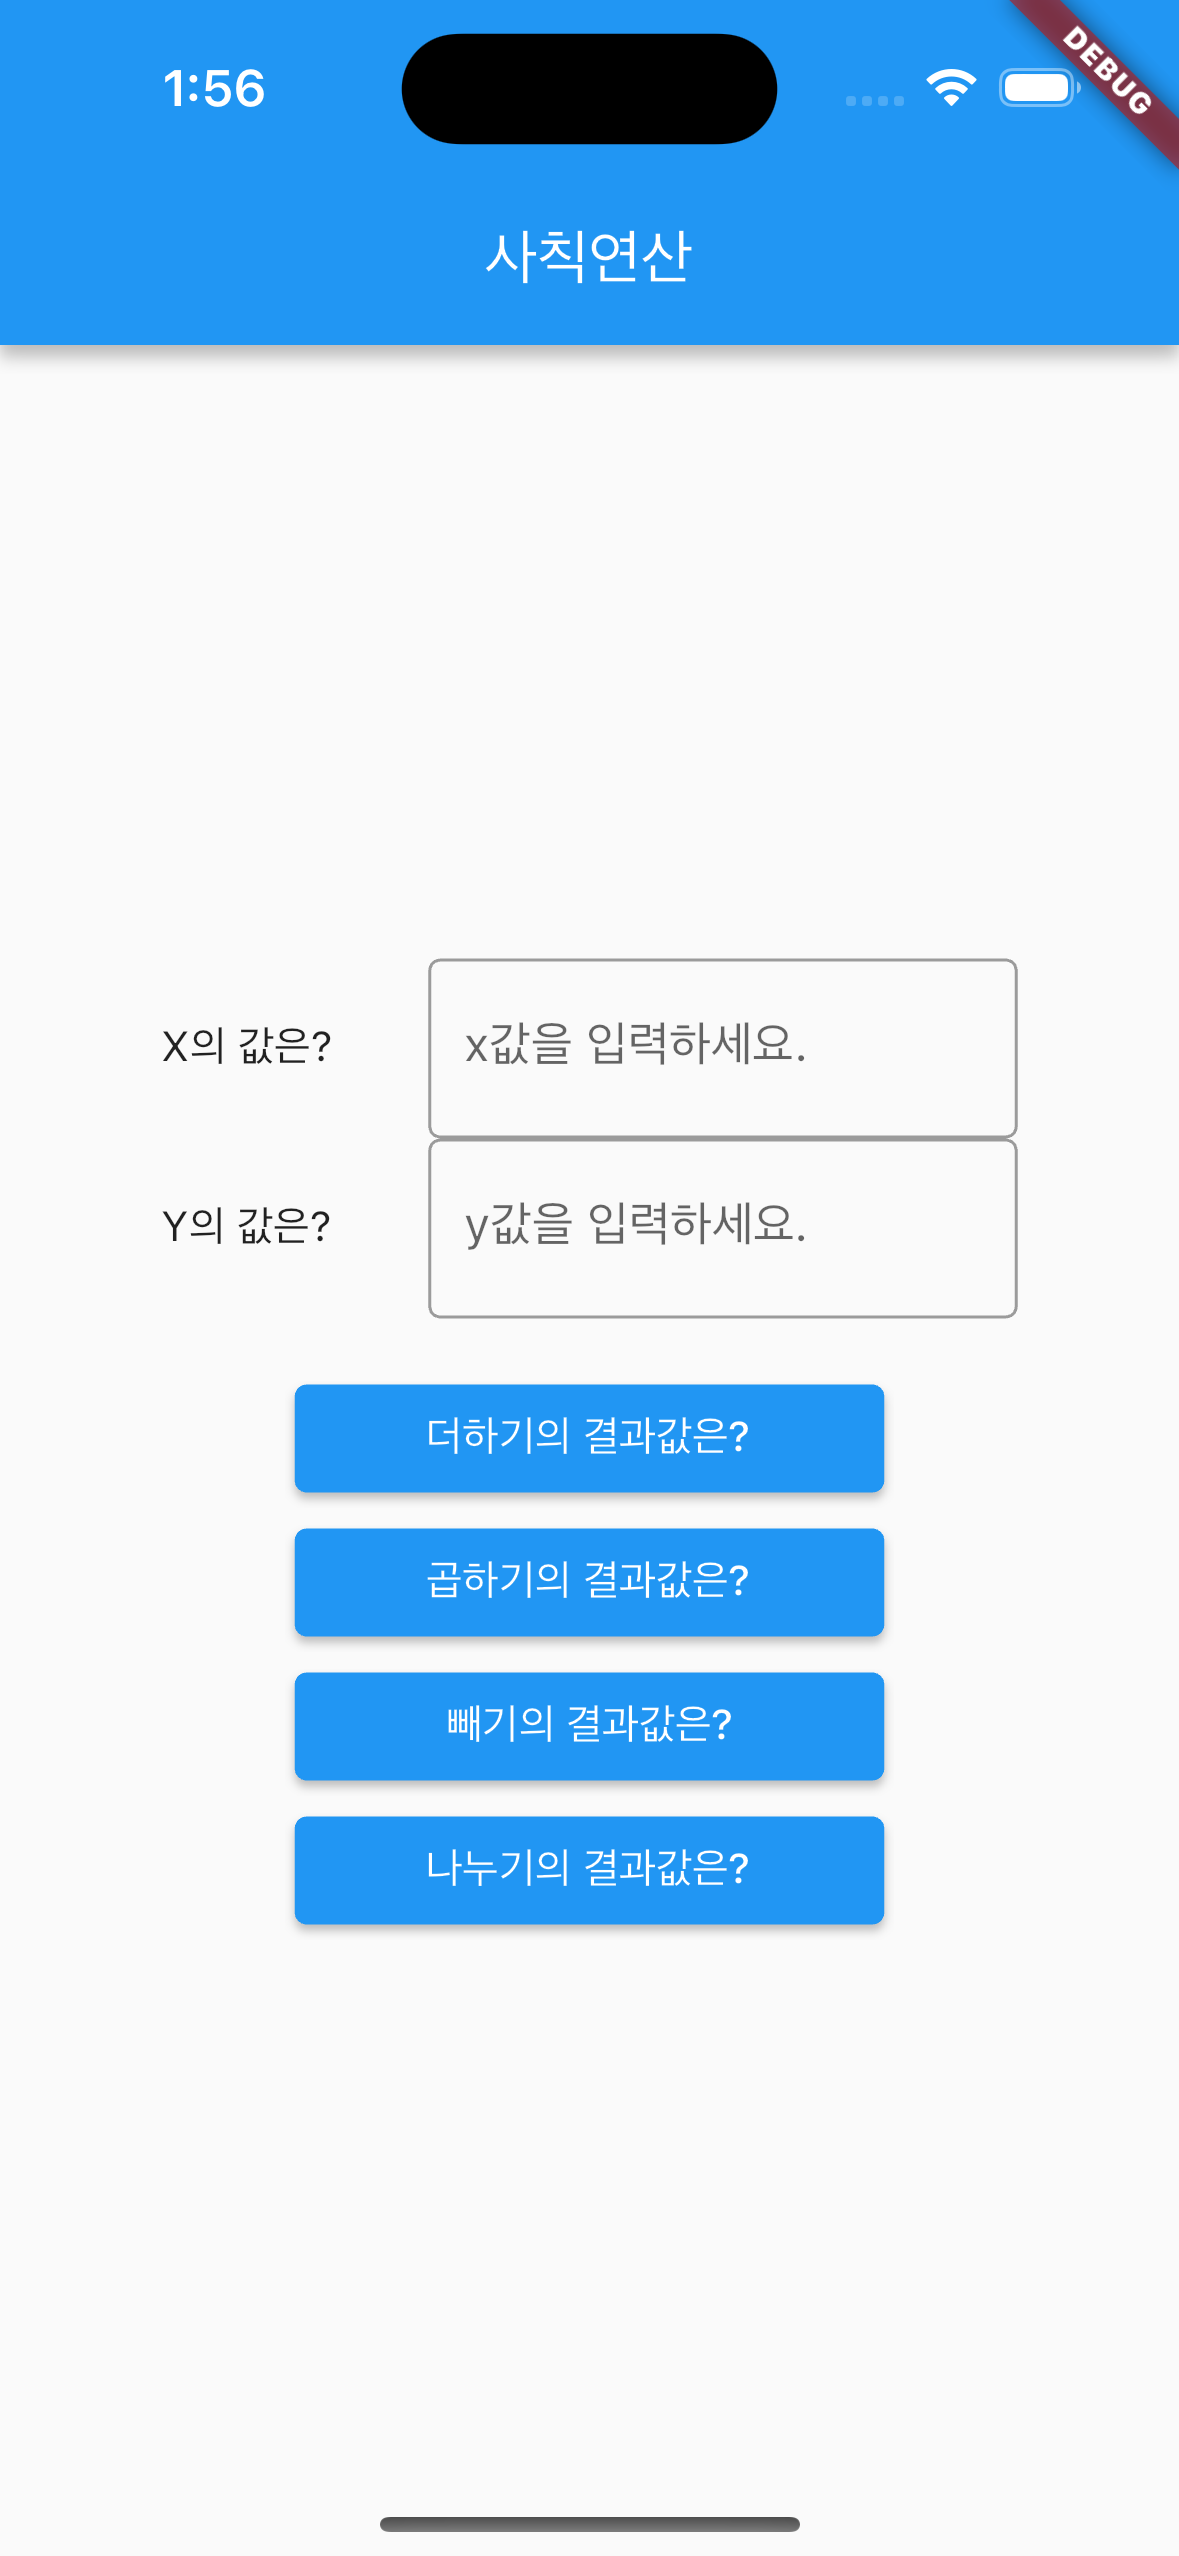 1:56
DEBUG
사칙연산
X의 값은?
x값을 입력하세요.
Y의 값은?
y값을 입력하세요.
더하기의 결과값은?
곱하기의 결과값은?
빼기의 결과값은?
나누기의 결과값은?